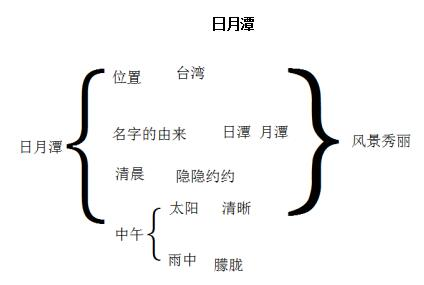 日月潭
位置 台湾
名字的由来 日潭 月潭
日月潭
风景秀丽
清晨 隐隐约约
太阳 清晰
中午
雨中 朦胧